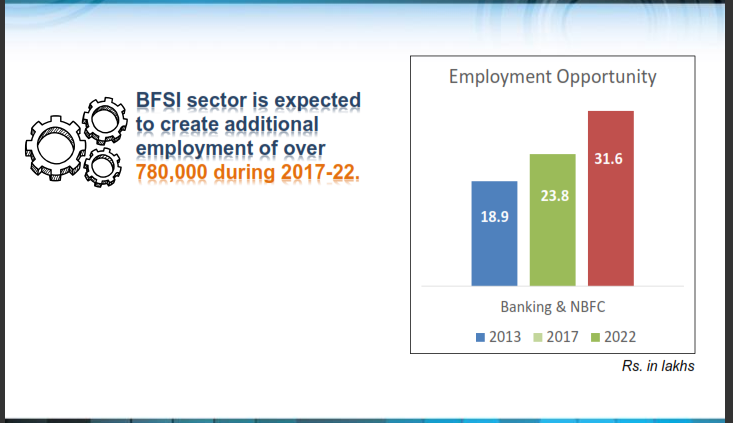 BFSI sector is expected
to create additional
employment of over
780,000 during 2017-22.
Employment Opportunity
18.9
23.8
31.6
Banking & NBFC
2013 2017 2022
Rs. in lakhs